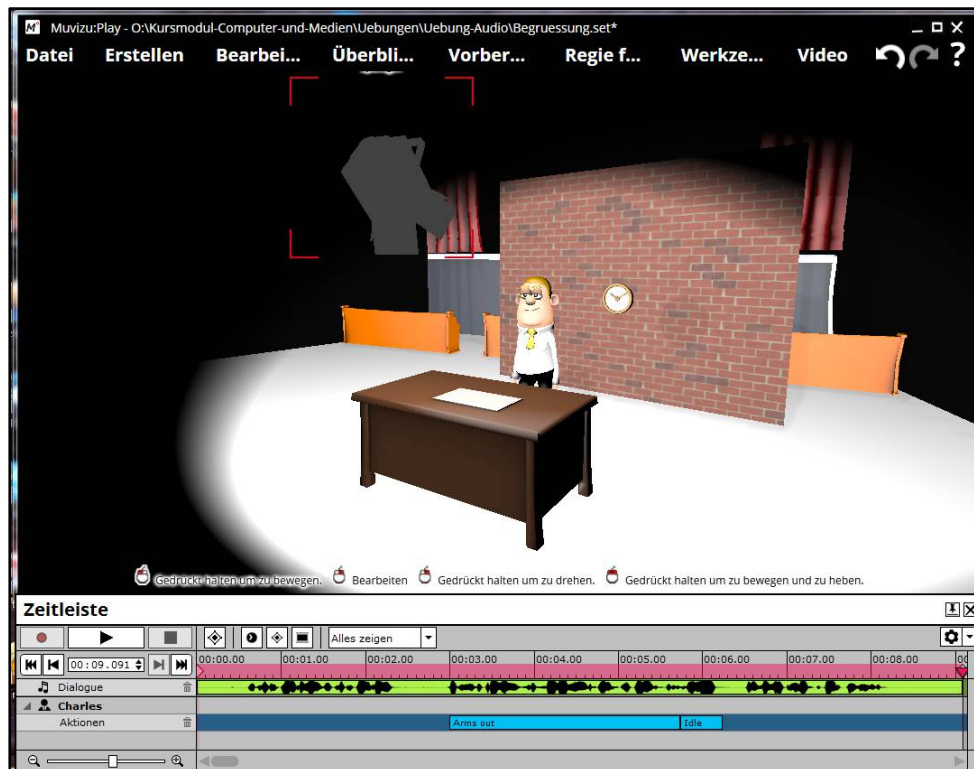 Muvizu:Play - O:\Kursmodul-Computer-und-Medien\Uebungen\Uebung-Audio\Begruessung.set*
Datei Erstellen Bearbei... Überbli... Vorber... Regie f... Werkze... Video ?
Gedrückt halten um zu bewegen. Bearbeiten Gedrückt halten um zu drehen. Gedrückt halten um zu bewegen und zu heben.
Zeitleiste
Alles zeigen
00:09.091 00:00.00 00:01.00 00:02.00 00:03.00 00:04.00 00:05.00 00:06.00 00:07.00 00:08.00 00
Dialogue
Charles
Aktionen Arms out Idle